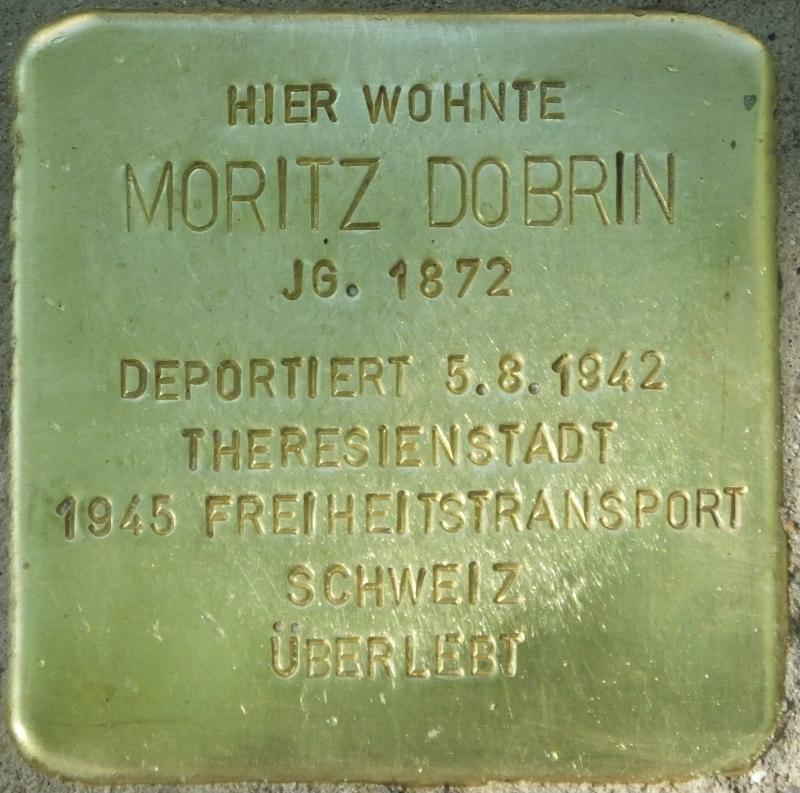 HIER WOHNTE
MORITZ DOBRIN
JG. 1872
DEPORTIERT 5.8.1942
THERESIENSTADT
1945 FREIHEITSTRANSPORT
SCHWEIZ
ÜBERLEBT